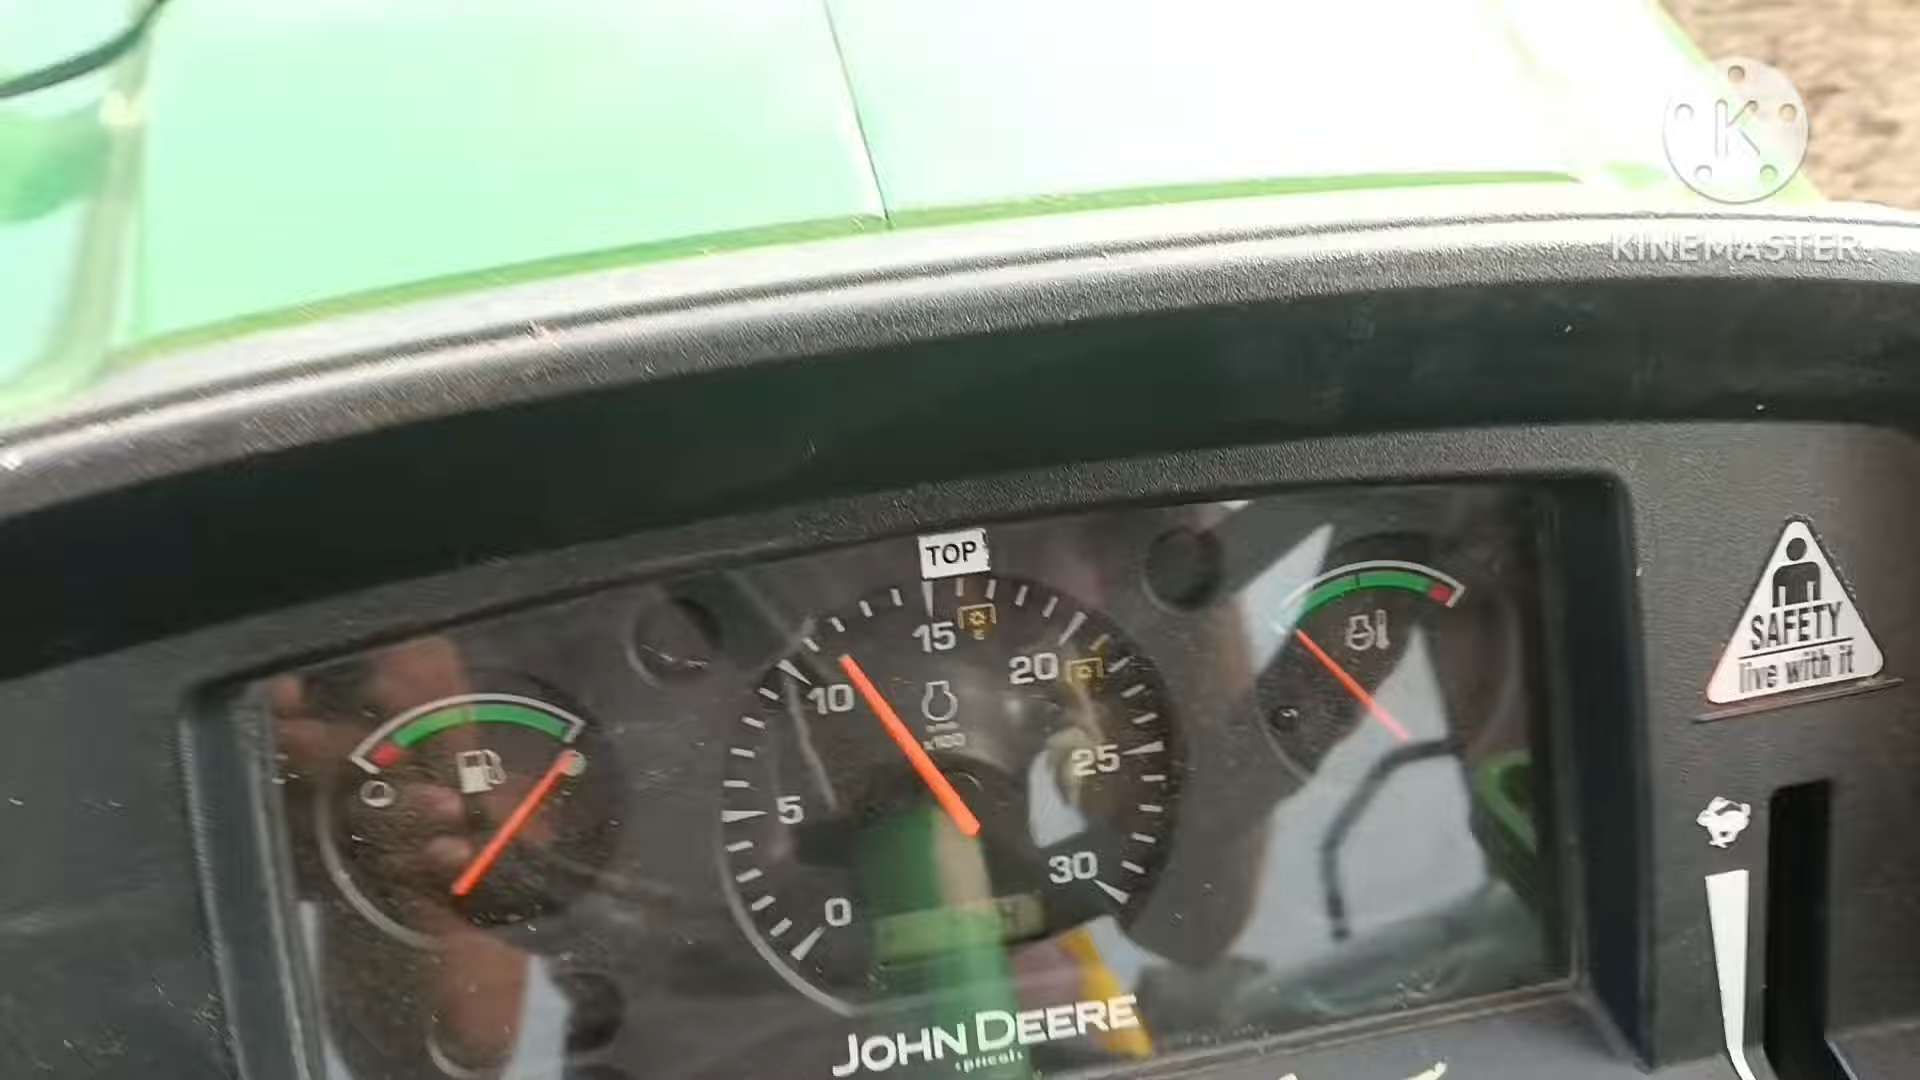 K
KINEMASTER
TOP
15
20
10
x100
25
5
30
0
SAFETY
live with it
JOHN DEERE